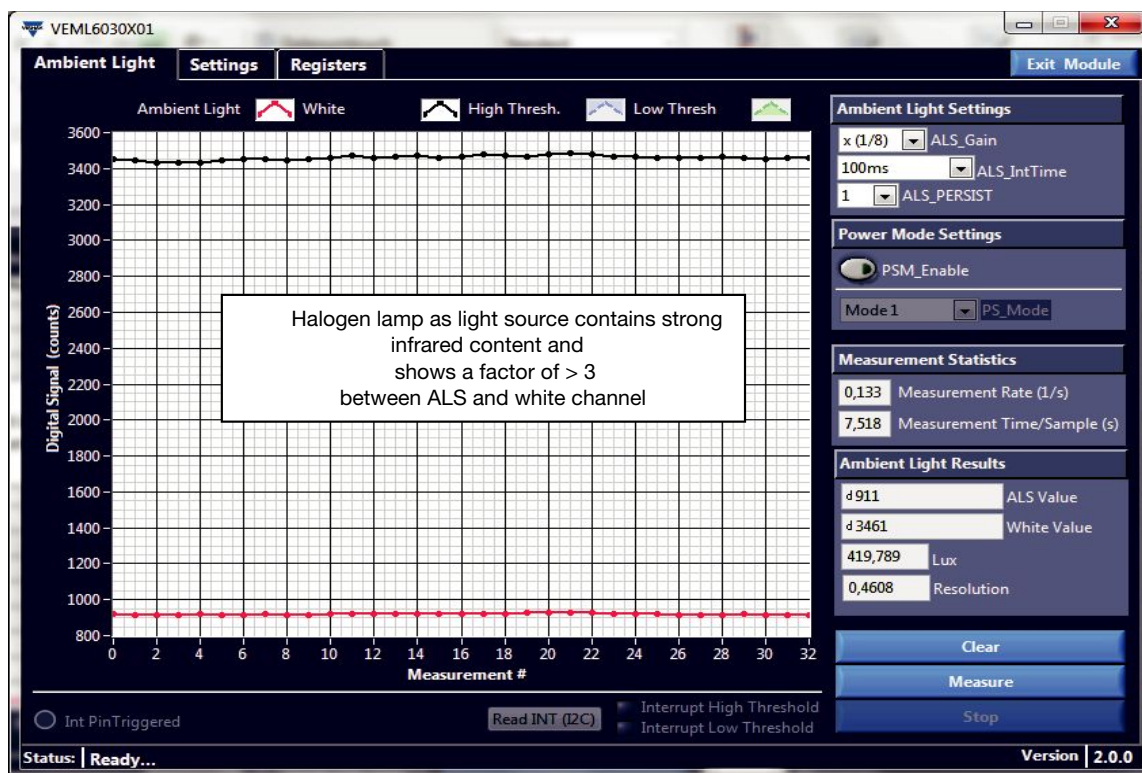 VEML6030X01
Ambient Light Settings Registers Exit Module
Ambient Light White High Thresh. Low Thresh
3600
3400
3200
3000
2800
2600
2400
2200
2000
1800
1600
1400
1200
1000
800
Digital Signal (counts)
0 2 4 6 8 10 12 14 16 18 20 22 24 26 28 30 32
Measurement #
Halogen lamp as light source contains strong
infrared content and
shows a factor of > 3
between ALS and white channel
Ambient Light Settings
x (1/8) ALS_Gain
100ms ALS_IntTime
1 ALS_PERSIST
Power Mode Settings
PSM_Enable
Mode1 PS_Mode
Measurement Statistics
0,133 Measurement Rate (1/s)
7,518 Measurement Time/Sample (s)
Ambient Light Results
d 911 ALS Value
d 3461 White Value
419,789 Lux
0,4608 Resolution
Clear
Measure
Stop
Int PinTriggered
Read INT (I2C)
Interrupt High Threshold
Interrupt Low Threshold
Status: Ready...
Version 2.0.0